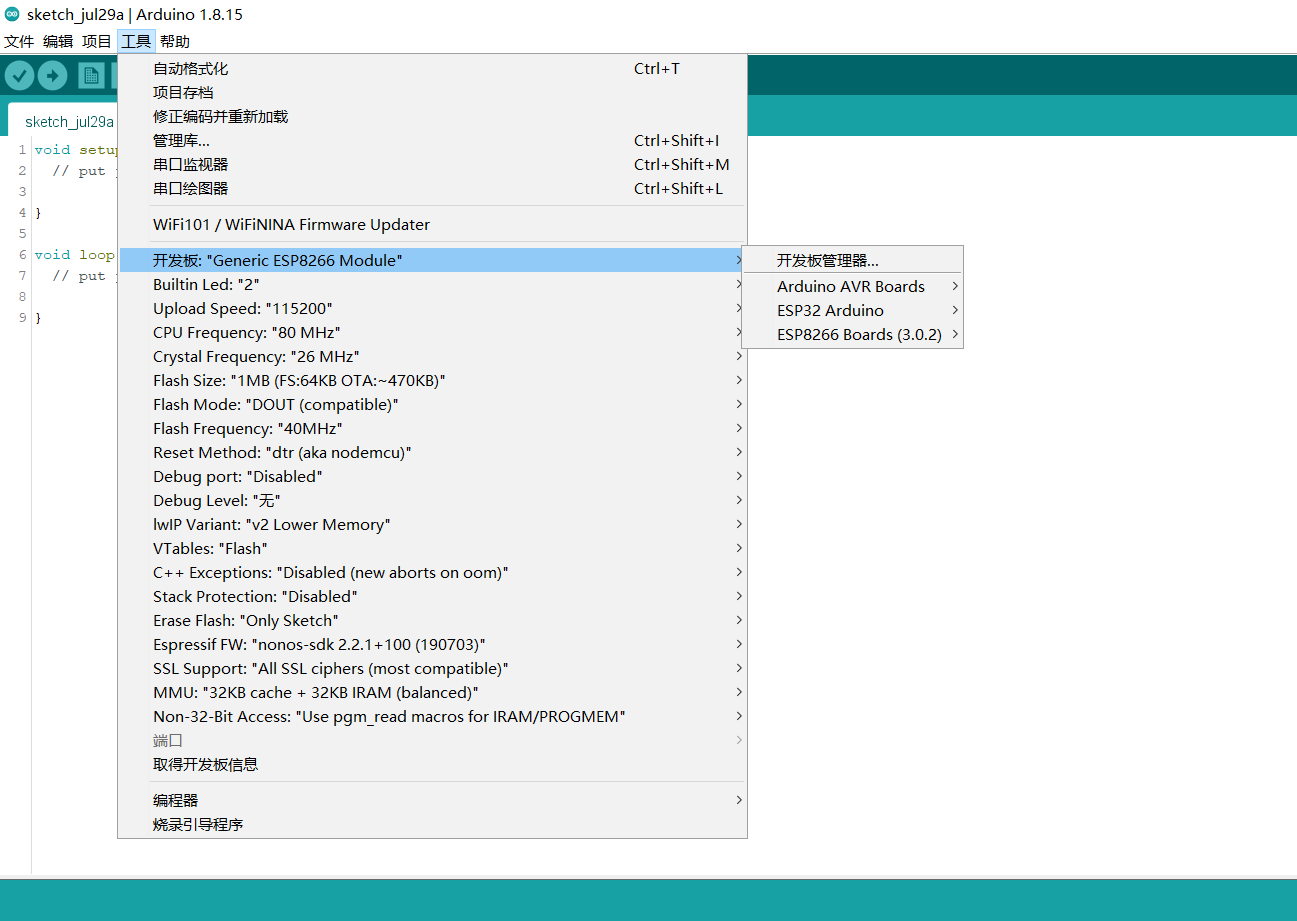 sketch_jul29a | Arduino 1.8.15
文件 编辑 项目 工具 帮助
自动格式化 Ctrl+T
项目存档
修正编码并重新加载
管理库... Ctrl+Shift+I
串口监视器 Ctrl+Shift+M
串口绘图器 Ctrl+Shift+L
WiFi101 / WiFiNINA Firmware Updater
开发板: "Generic ESP8266 Module"
Builtin Led: "2"
Upload Speed: "115200"
CPU Frequency: "80 MHz"
Crystal Frequency: "26 MHz"
Flash Size: "1MB (FS:64KB OTA:~470KB)"
Flash Mode: "DOUT (compatible)"
Flash Frequency: "40MHz"
Reset Method: "dtr (aka nodemcu)"
Debug port: "Disabled"
Debug Level: "无"
lwIP Variant: "v2 Lower Memory"
VTables: "Flash"
C++ Exceptions: "Disabled (new aborts on oom)"
Stack Protection: "Disabled"
Erase Flash: "Only Sketch"
Espressif FW: "nonos-sdk 2.2.1+100 (190703)"
SSL Support: "All SSL ciphers (most compatible)"
MMU: "32KB cache + 32KB IRAM (balanced)"
Non-32-Bit Access: "Use pgm_read macros for IRAM/PROGMEM"
端口
取得开发板信息
编程器
烧录引导程序
开发板管理器...
Arduino AVR Boards
ESP32 Arduino
ESP8266 Boards (3.0.2)
sketch_jul29a
1 void setup
2 // put
3
4 }
5
6 void loop
7 // put
8
9 }